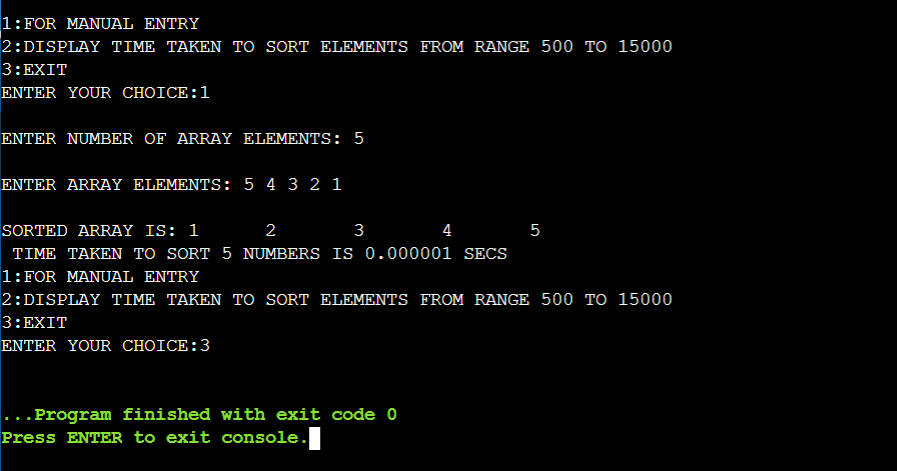 1:FOR MANUAL ENTRY
2:DISPLAY TIME TAKEN TO SORT ELEMENTS FROM RANGE 500 TO 15000
3:EXIT
ENTER YOUR CHOICE:1
ENTER NUMBER OF ARRAY ELEMENTS: 5
ENTER ARRAY ELEMENTS: 5 4 3 2 1
SORTED ARRAY IS: 1 2 3 4 5
TIME TAKEN TO SORT 5 NUMBERS IS 0.000001 SECS
1:FOR MANUAL ENTRY
2:DISPLAY TIME TAKEN TO SORT ELEMENTS FROM RANGE 500 TO 15000
3:EXIT
ENTER YOUR CHOICE:3
...Program finished with exit code 0
Press ENTER to exit console.